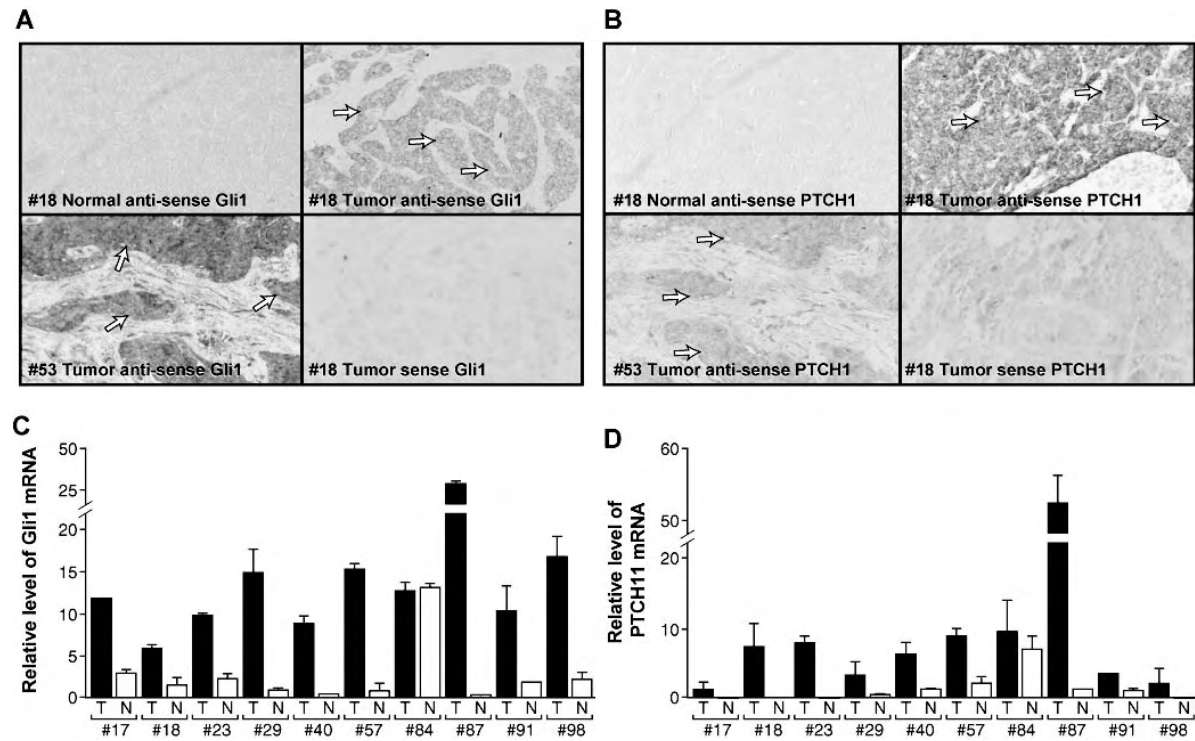 A
#18 Normal anti-sense Gli1
#18 Tumor anti-sense Gli1
#53 Tumor anti-sense Gli1
#18 Tumor sense Gli1
B
#18 Normal anti-sense PTCH1
#18 Tumor anti-sense PTCH1
#53 Tumor anti-sense PTCH1
#18 Tumor sense PTCH1
C
Relative level of Gli1 mRNA
50
25
20
15
10
5
0
T N T N T N T N T N T N T N T N T N T N
#17 #18 #23 #29 #40 #57 #84 #87 #91 #98
D
Relative level of
PTCH11 mRNA
60
50
20
10
0
T N T N T N T N T N T N T N T N T N T N
#17 #18 #23 #29 #40 #57 #84 #87 #91 #98